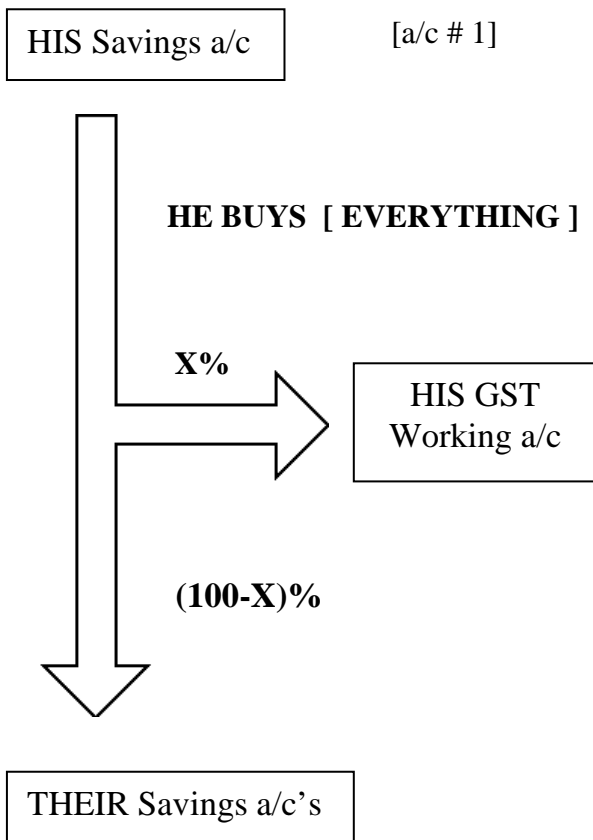 HIS Savings a/c
[a/c # 1]
HE BUYS [ EVERYTHING ]
X%
HIS GST
Working a/c
(100-X)%
THEIR Savings a/c’s